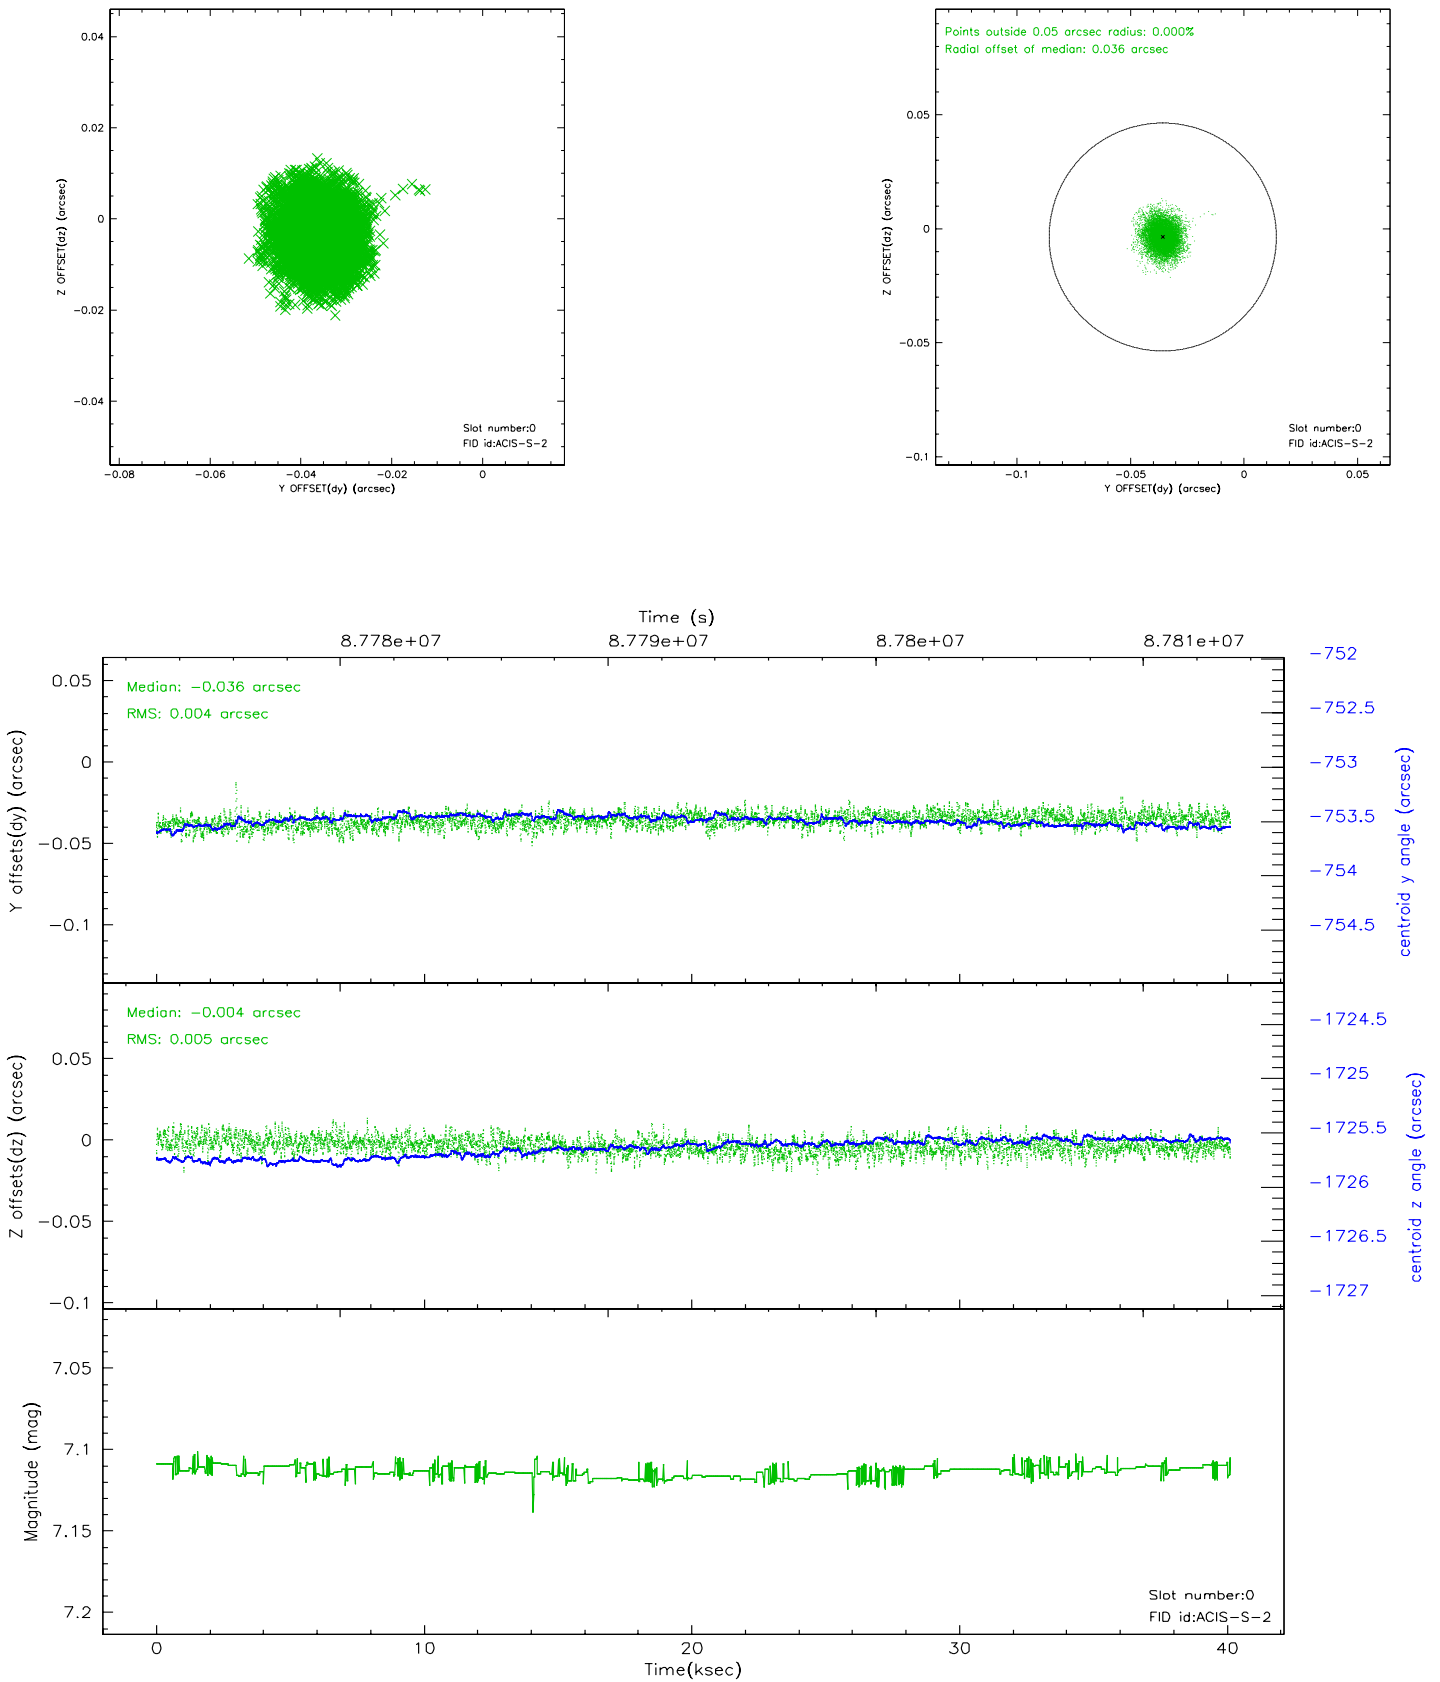 0.04
0.02
0
−0.02
−0.04
Z OFFSET(dz) (arcsec)
Slot number:0
FID id:ACIS−S−2
−0.08 −0.06 −0.04 −0.02 0
Y OFFSET(dy) (arcsec)
Points outside 0.05 arcsec radius: 0.000%
Radial offset of median: 0.036 arcsec
0.05
0
−0.05
−0.1
Z OFFSET(dz) (arcsec)
Slot number:0
FID id:ACIS−S−2
−0.1 −0.05 0 0.05
Y OFFSET(dy) (arcsec)
Time (s)
8.778e+07 8.779e+07 8.78e+07 8.781e+07
Median: −0.036 arcsec
RMS: 0.004 arcsec
0.05
0
−0.05
−0.1
Y offsets(dy) (arcsec)
−752
−752.5
−753
−753.5
−754
−754.5
centroid y angle (arcsec)
Median: −0.004 arcsec
RMS: 0.005 arcsec
0.05
0
−0.05
−0.1
Z offsets(dz) (arcsec)
−1724.5
−1725
−1725.5
−1726
−1726.5
−1727
centroid z angle (arcsec)
7.05
7.1
7.15
7.2
Magnitude (mag)
Slot number:0
FID id:ACIS−S−2
0 10 20 30 40
Time(ksec)